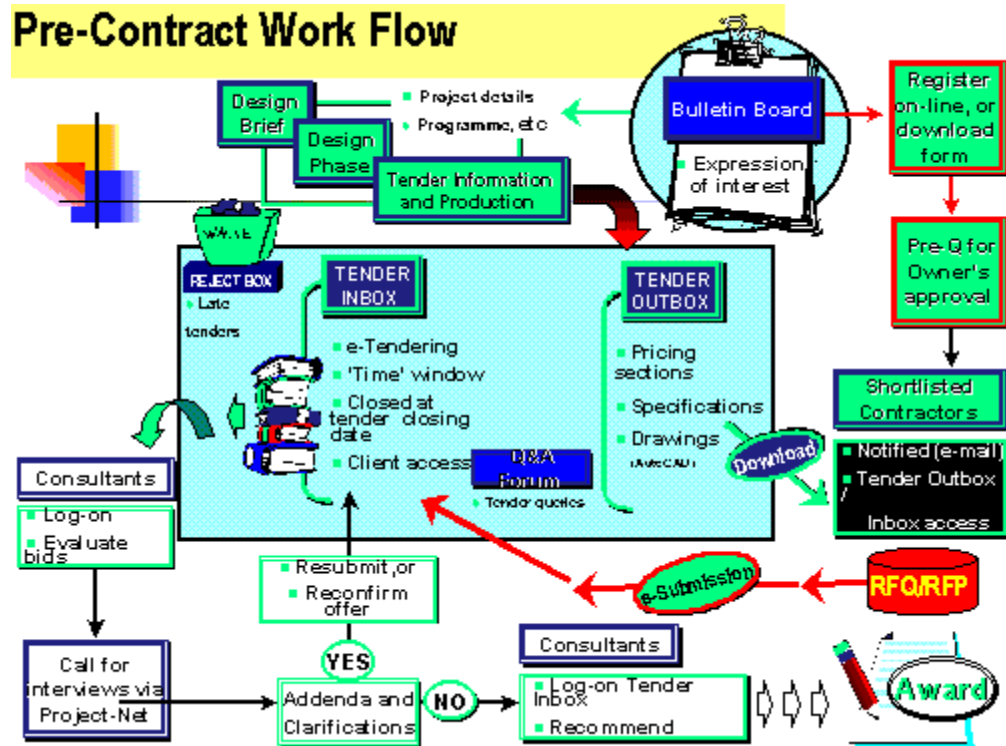 Pre-Contract Work Flow
Design
Brief
Design
Phase
Tender Information
and Production
Project details
Programme, etc
Bulletin Board
Expression
of interest
Register
on-line, or
download
form
Pre-Q for
Owner's
approval
Shortlisted
Contractors
Notified (e-mail)
Tender Outbox
/
Inbox access
REJECT BOX
Late
tenders
TENDER
INBOX
e-Tendering
'Time' window
Closed at
tender closing
date
Client access
TENDER
OUTBOX
Pricing
sections
Specifications
Drawings
(AutoCAD)
Download
Q&A
Forum
Tender queries
Consultants
Log-on
Evaluate
bids
Call for
interviews via
Project-Net
Resubmit, or
Reconfirm
offer
YES
Addenda and
Clarifications
NO
e-Submission
RFQ/RFP
Consultants
Log-on Tender
Inbox
Recommend
Award